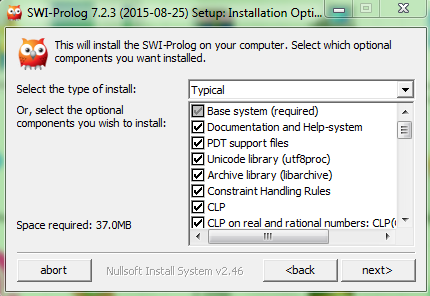 SWI-Prolog 7.2.3 (2015-08-25) Setup: Installation Opti...
This will install the SWI-Prolog on your computer. Select which optional
components you want installed.
Select the type of install:
Typical
Or, select the optional
components you wish to install:
Base system (required)
Documentation and Help-system
PDT support files
Unicode library (utf8proc)
Archive library (libarchive)
Constraint Handling Rules
CLP
CLP on real and rational numbers: CLP(
Space required: 37.0MB
abort
Nullsoft Install System v2.46
<back
next>